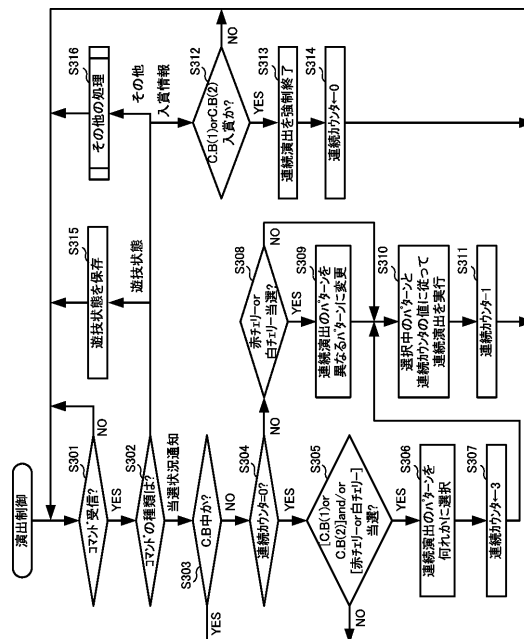 演出制御
S301
コマンド受信?
NO
YES
S302
コマンドの種類は?
遊技状態
S315
遊技状態を保存
その他
S316
その他の処理
入賞情報
S312
C.B(1)orC.B(2)
入賞か?
NO
YES
S313
連続演出を強制終了
S314
連続カウンタ←0
当選状況通知
S303
C.B中か?
YES
NO
S304
連続カウンタ=0?
NO
YES
S308
赤チェリーor
白チェリー当選?
NO
YES
S309
連続演出のパターンを
異なるパターンに変更
S305
[C.B(1)or
C.B(2)]and/or
[赤チェリーor白チェリー]
当選?
NO
YES
S306
連続演出のパターンを
何れかに選択
S307
連続カウンタ←3
S310
選択中のパターンと
連続カウンタの値に従って
連続演出を実行
S311
連続カウンター1